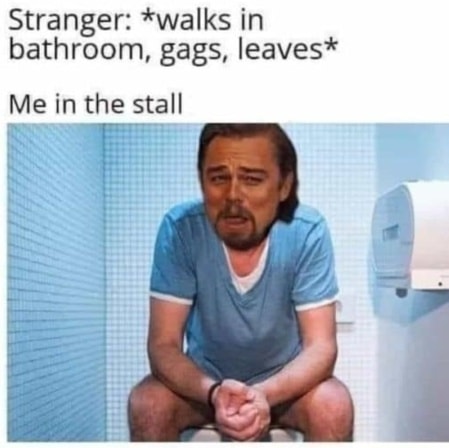 Stranger: *walks in
bathroom, gags, leaves*
Me in the stall